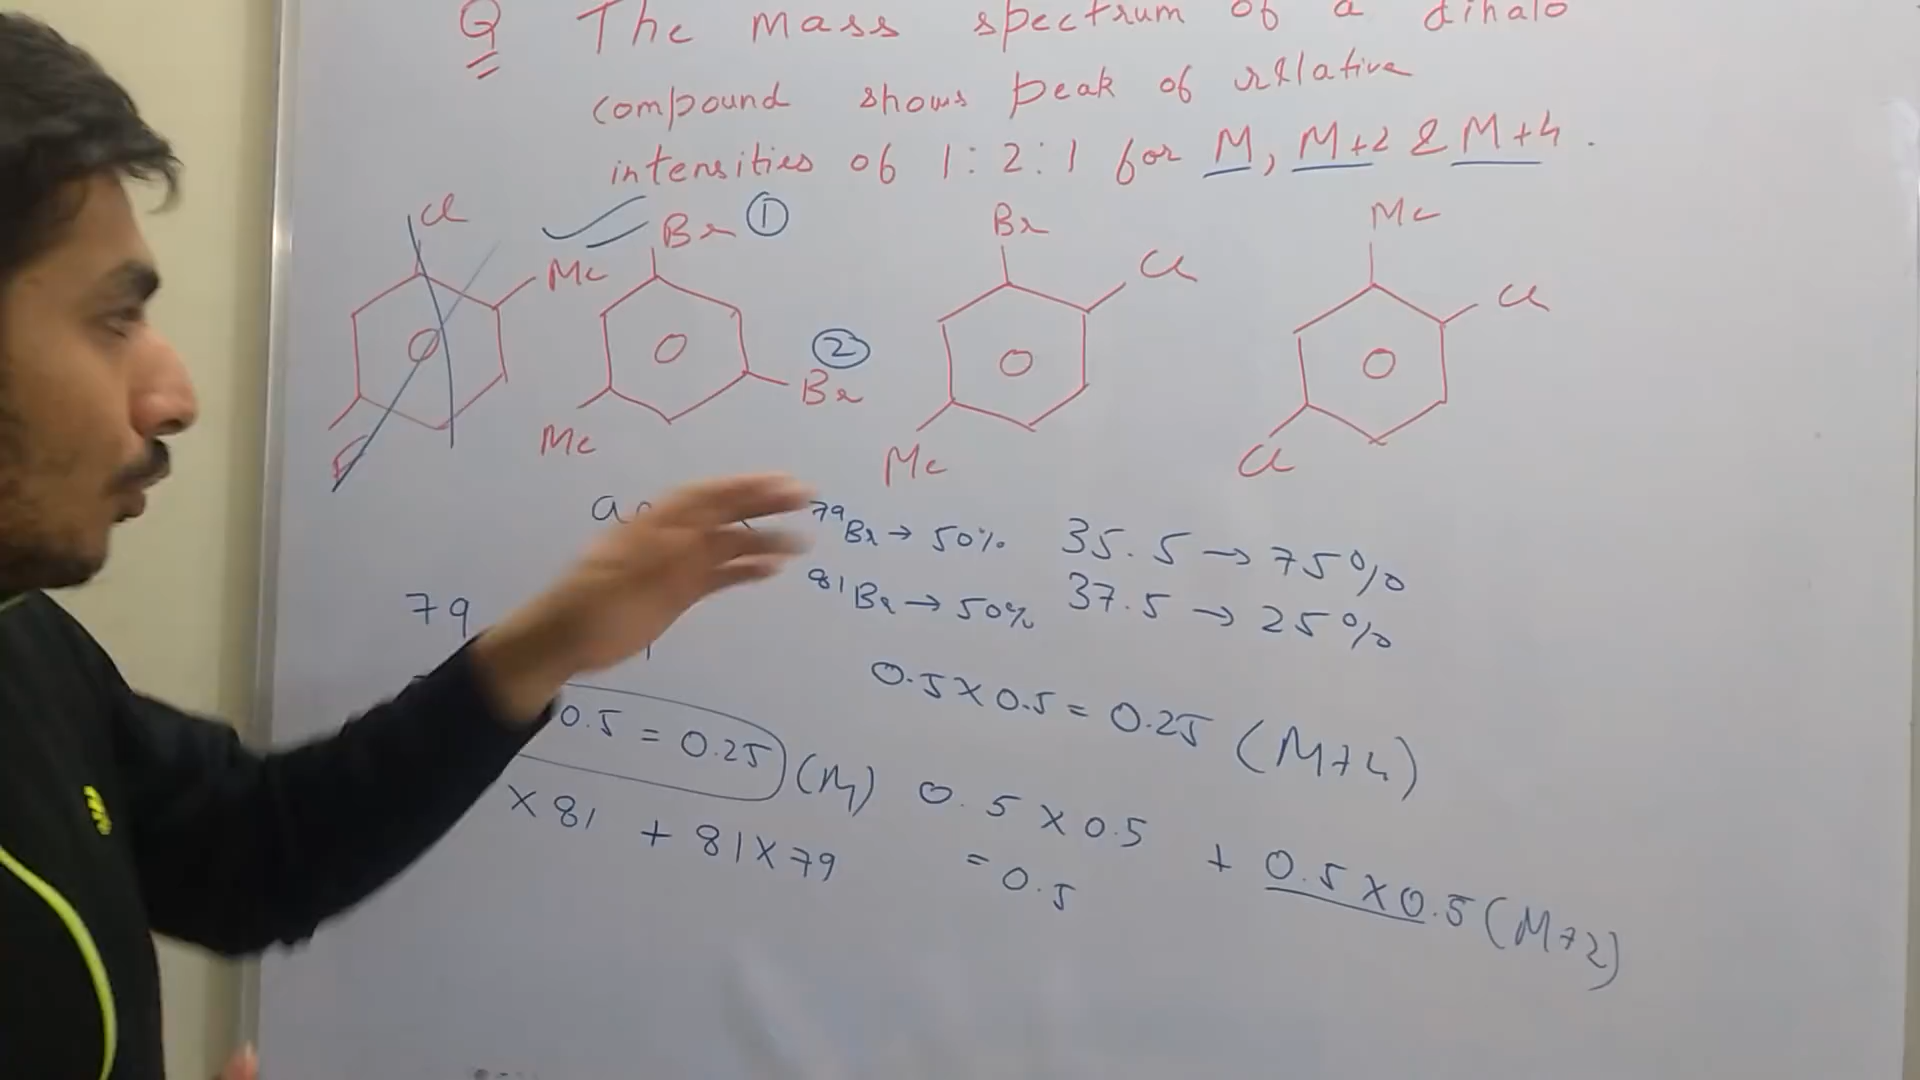 Q The mass spectrum of a dihalo
compound shows peak of relative
intensities of 1:2:1 for M, M+2 & M+4.
Cl
Me
F
Br ①
② Br
Me
Br
Cl
Me
Me
Cl
Cl
79Br → 50% 35.5 → 75%
81Br → 50% 37.5 → 25%
79
0.5 × 0.5 = 0.25 (M+4)
0.5 = 0.25 (M)
× 81 + 81 × 79
0.5 × 0.5 + 0.5 × 0.5 (M+2)
= 0.5